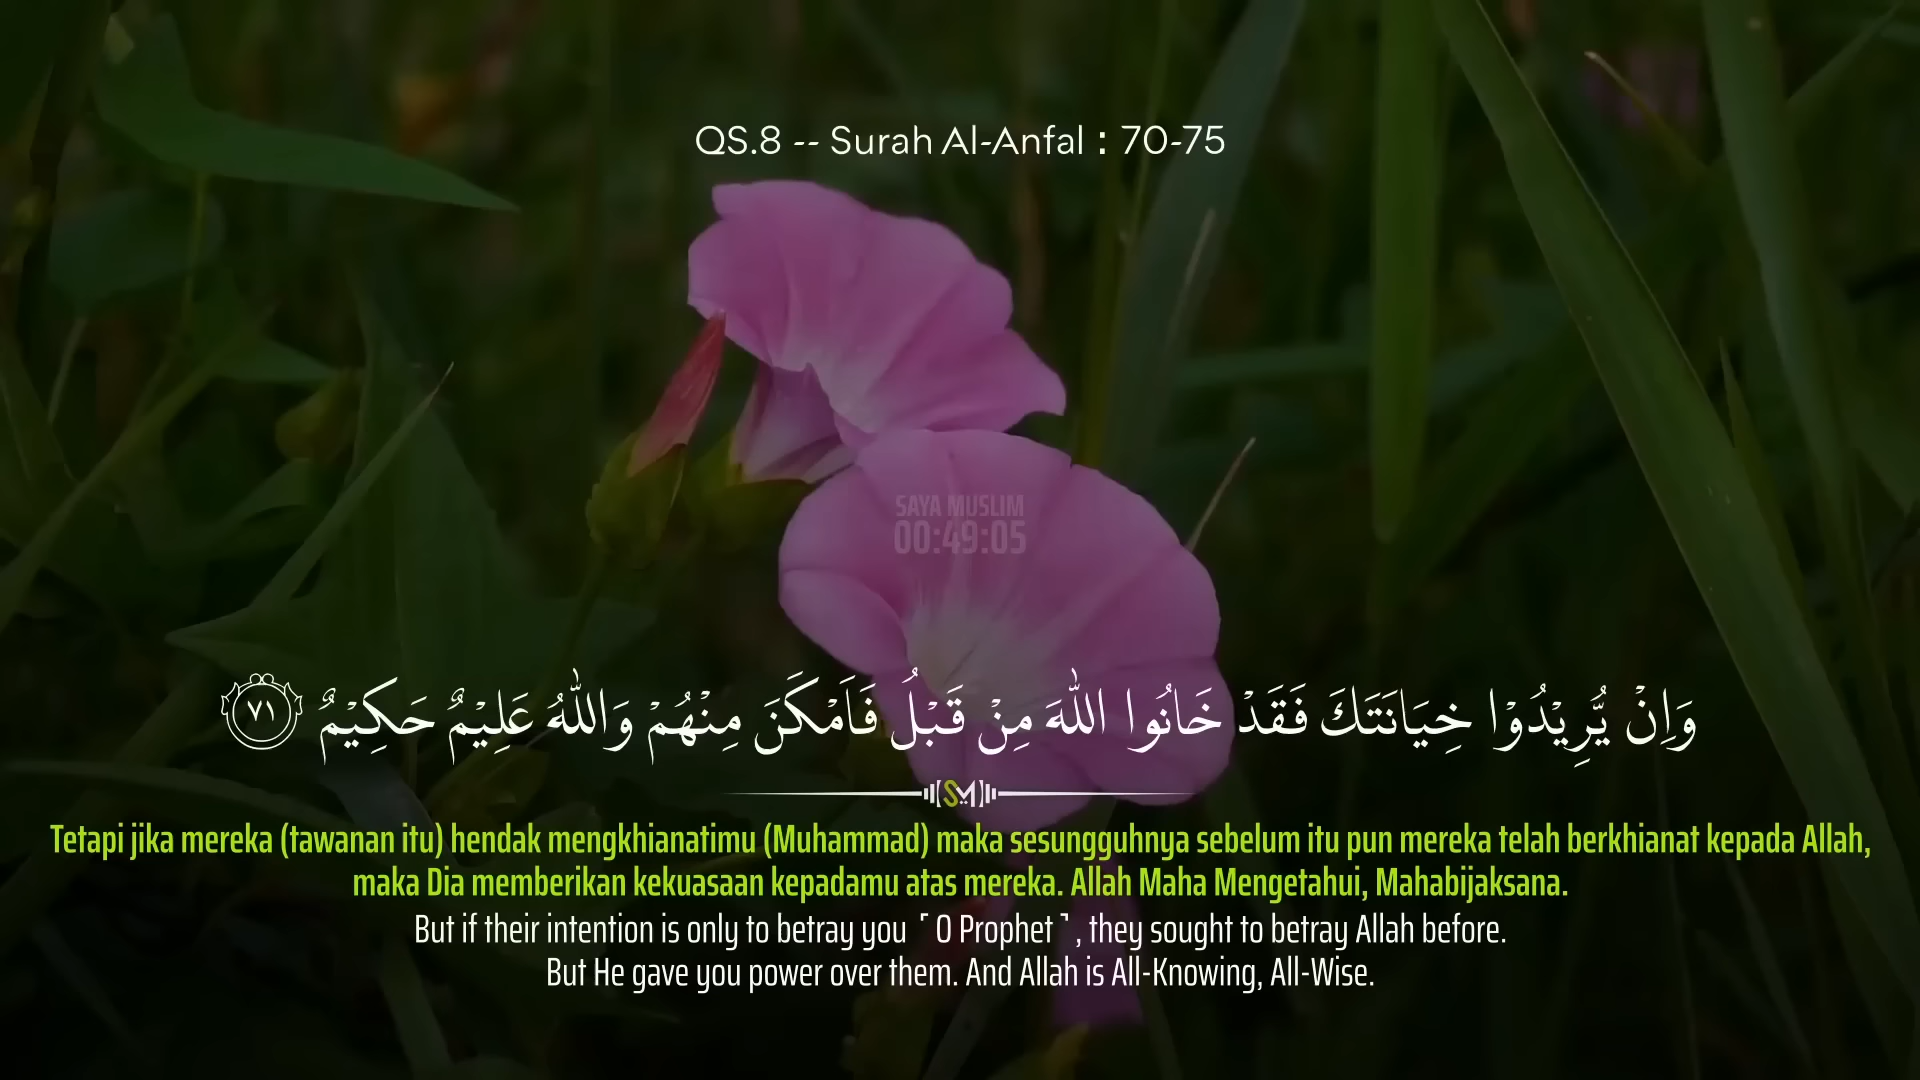 QS.8 -- Surah Al-Anfal : 70-75
SAYA MUSLIM
00:49:05
وَاِنْ يُّرِيْدُوْا خِيَانَتَكَ فَقَدْ خَانُوا اللّٰهَ مِنْ قَبْلُ فَاَمْكَنَ مِنْهُمْ وَاللّٰهُ عَلِيْمٌ حَكِيْمٌ ٧١
SM
Tetapi jika mereka (tawanan itu) hendak mengkhianatimu (Muhammad) maka sesungguhnya sebelum itu pun mereka telah berkhianat kepada Allah,
maka Dia memberikan kekuasaan kepadamu atas mereka. Allah Maha Mengetahui, Mahabijaksana.
But if their intention is only to betray you ˹O Prophet˺, they sought to betray Allah before.
But He gave you power over them. And Allah is All-Knowing, All-Wise.